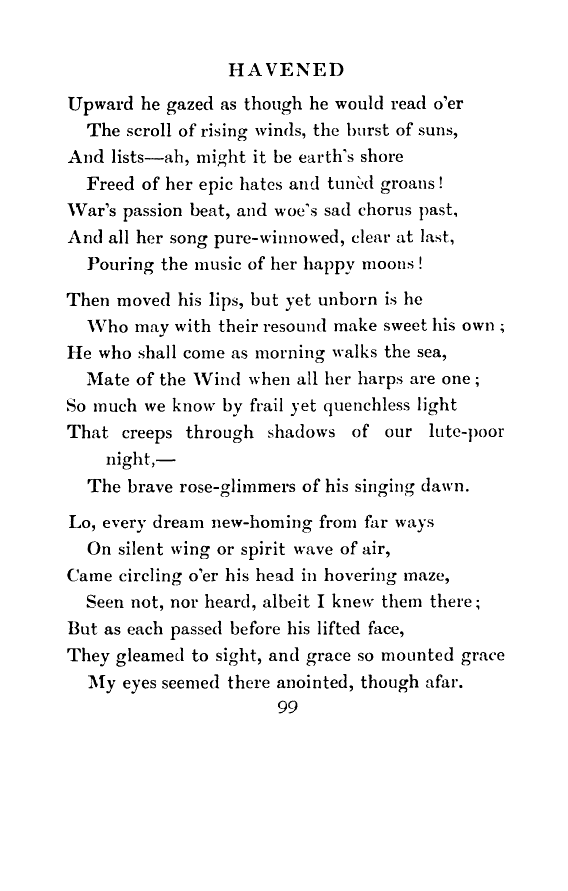 HAVENED
Upward he gazed as though he would read o'er
The scroll of rising winds, the burst of suns,
And lists—ah, might it be earth's shore
Freed of her epic hates and tunèd groans!
War's passion beat, and woe's sad chorus past,
And all her song pure-winnowed, clear at last,
Pouring the music of her happy moons!
Then moved his lips, but yet unborn is he
Who may with their resound make sweet his own;
He who shall come as morning walks the sea,
Mate of the Wind when all her harps are one;
So much we know by frail yet quenchless light
That creeps through shadows of our lute-poor
night,—
The brave rose-glimmers of his singing dawn.
Lo, every dream new-homing from far ways
On silent wing or spirit wave of air,
Came circling o'er his head in hovering maze,
Seen not, nor heard, albeit I knew them there;
But as each passed before his lifted face,
They gleamed to sight, and grace so mounted grace
My eyes seemed there anointed, though afar.
99